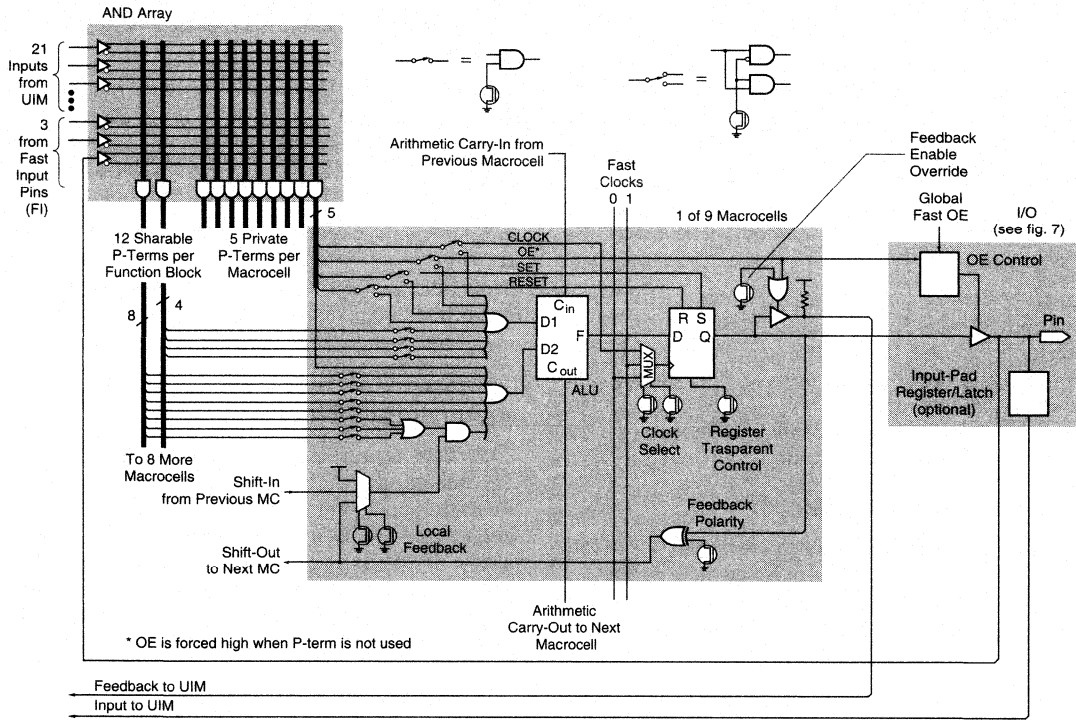 AND Array
21
Inputs
from
UIM
3
from
Fast
Input
Pins
(FI)
=
=
Arithmetic Carry-In from
Previous Macrocell
Fast
Clocks
0 1
Feedback
Enable
Override
Global
Fast OE
I/O
(see fig. 7)
5
1 of 9 Macrocells
12 Sharable
P-Terms per
Function Block
5 Private
P-Terms per
Macrocell
CLOCK
OE*
SET
RESET
OE Control
8
4
C in
D1
D2
F
C out
ALU
R S
D Q
MUX
Pin
Input-Pad
Register/Latch
(optional)
Clock
Select
Register
Trasparent
Control
To 8 More
Macrocells
Shift-In
from Previous MC
Local
Feedback
Feedback
Polarity
Shift-Out
to Next MC
Arithmetic
Carry-Out to Next
Macrocell
* OE is forced high when P-term is not used
Feedback to UIM
Input to UIM